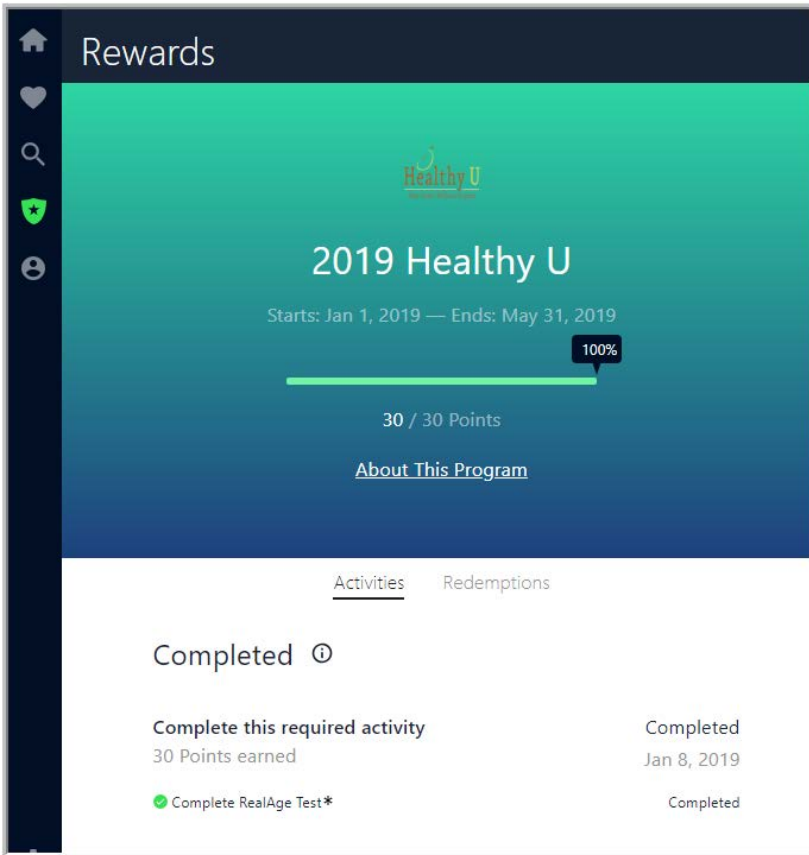 Rewards
Healthy U
2019 Healthy U
Starts: Jan 1, 2019 — Ends: May 31, 2019
100%
30 / 30 Points
About This Program
Activities Redemptions
Completed
Complete this required activity Completed
30 Points earned Jan 8, 2019
Complete RealAge Test* Completed